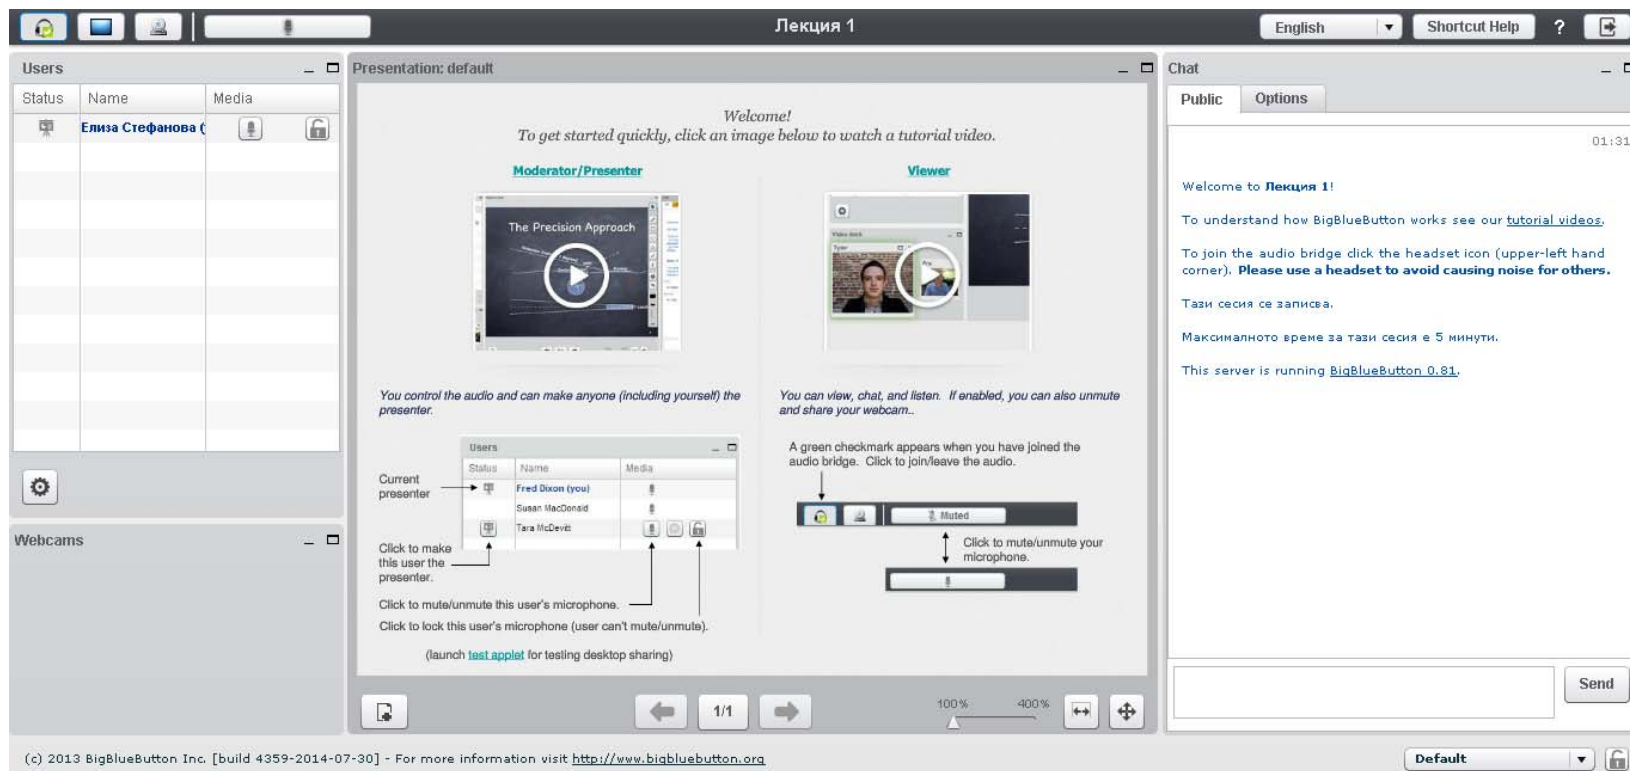 Лекция 1
English
Shortcut Help
?
Users
Status Name Media
Елиза Стефанова (
Webcams
Presentation: default
Welcome!
To get started quickly, click an image below to watch a tutorial video.
Moderator/Presenter
The Precision Approach
You control the audio and can make anyone (including yourself) the
presenter.
Users
Status Name Media
Current
presenter
Fred Dixon (you)
Susan MacDonald
Tara McDevitt
Click to make
this user the
presenter.
Click to mute/unmute this user's microphone.
Click to lock this user's microphone (user can't mute/unmute).
(launch test applet for testing desktop sharing)
Viewer
Video dock
Tyler
You can view, chat, and listen. If enabled, you can also unmute
and share your webcam..
A green checkmark appears when you have joined the
audio bridge. Click to join/leave the audio.
Muted
Click to mute/unmute your
microphone.
1/1
100% 400%
Chat
Public Options
01:31
Welcome to Лекция 1!
To understand how BigBlueButton works see our tutorial videos.
To join the audio bridge click the headset icon (upper-left hand
corner). Please use a headset to avoid causing noise for others.
Тази сесия се записва.
Максималното време за тази сесия е 5 минути.
This server is running BigBlueButton 0.81.
Send
(c) 2013 BigBlueButton Inc. [build 4359-2014-07-30] - For more information visit http://www.bigbluebutton.org
Default